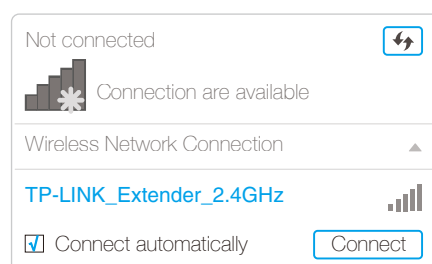 Not connected
Connection are available
Wireless Network Connection
TP-LINK_Extender_2.4GHz
Connect automatically
Connect